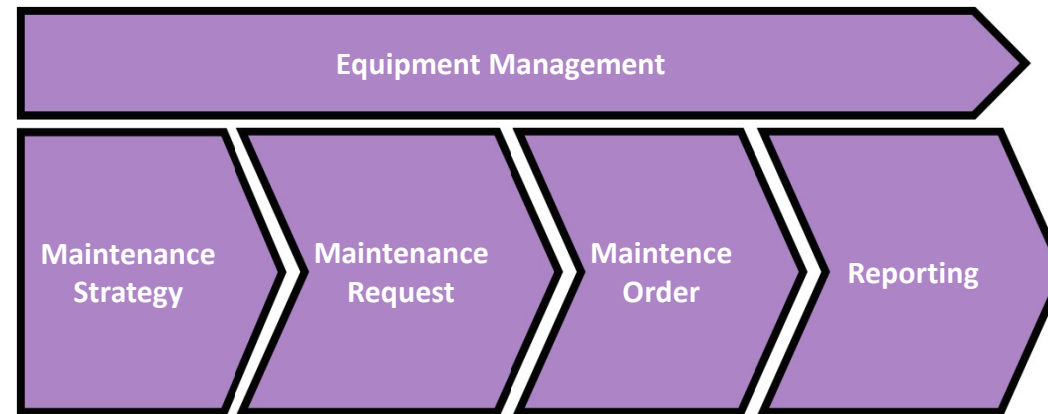 Equipment Management
Maintenance
Strategy
Maintenance
Request
Maintence
Order
Reporting